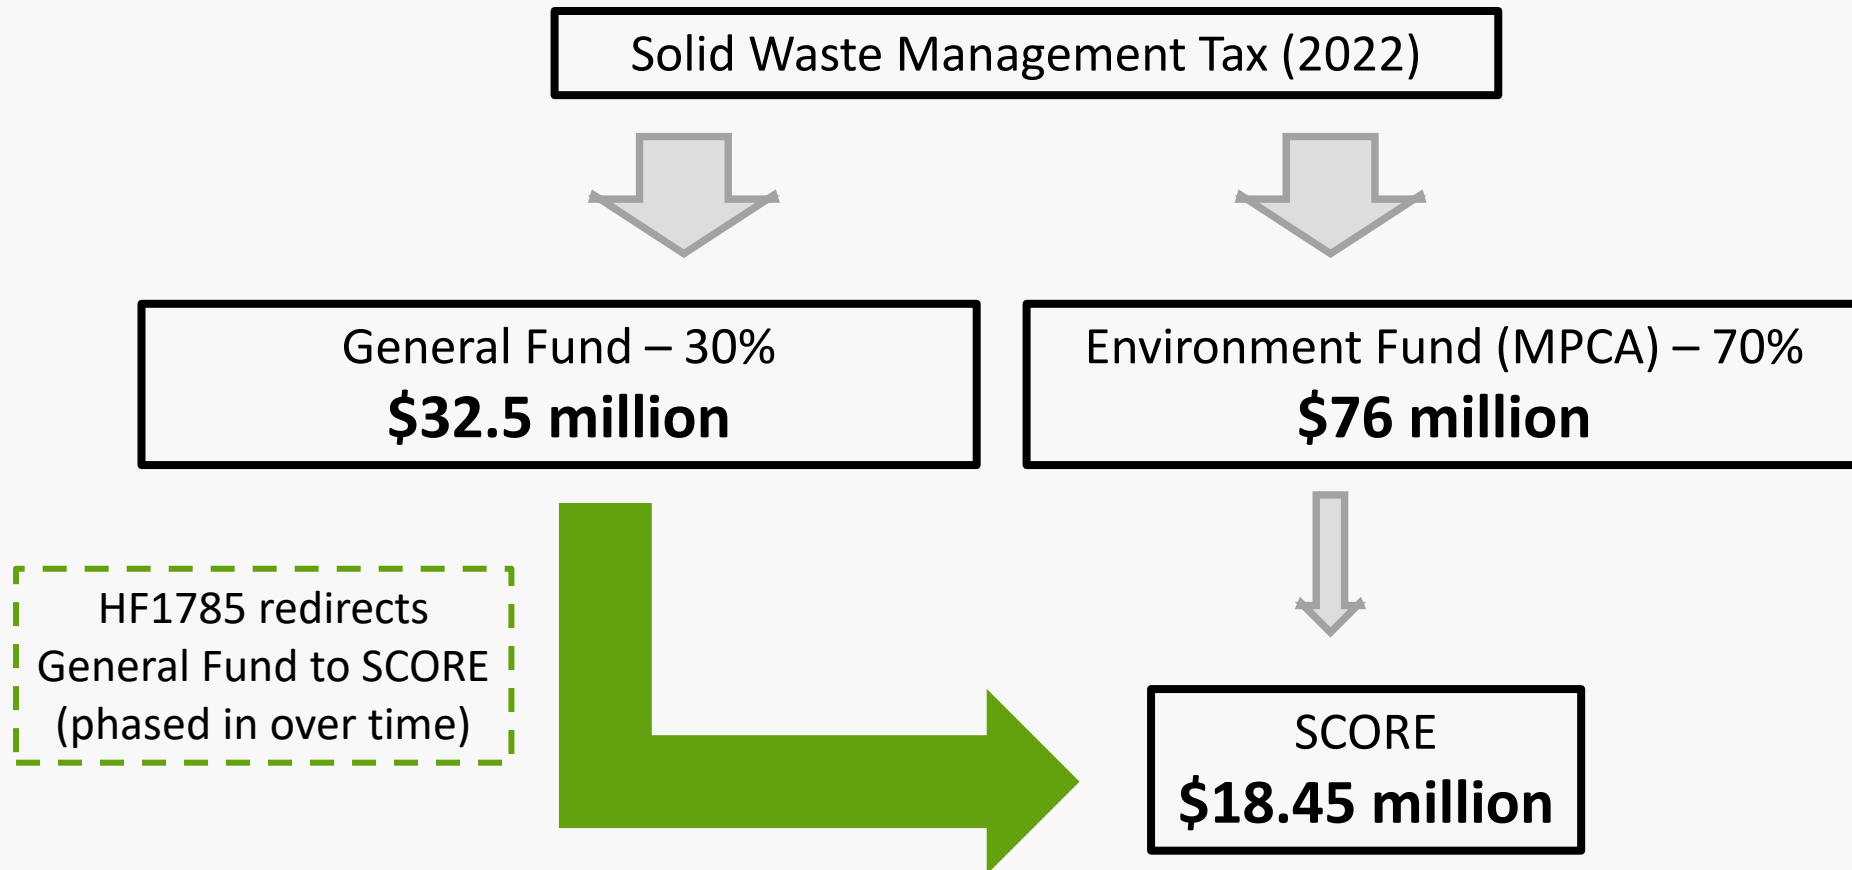 Solid Waste Management Tax (2022)
General Fund – 30%
$32.5 million
Environment Fund (MPCA) – 70%
$76 million
HF1785 redirects
General Fund to SCORE
(phased in over time)
SCORE
$18.45 million